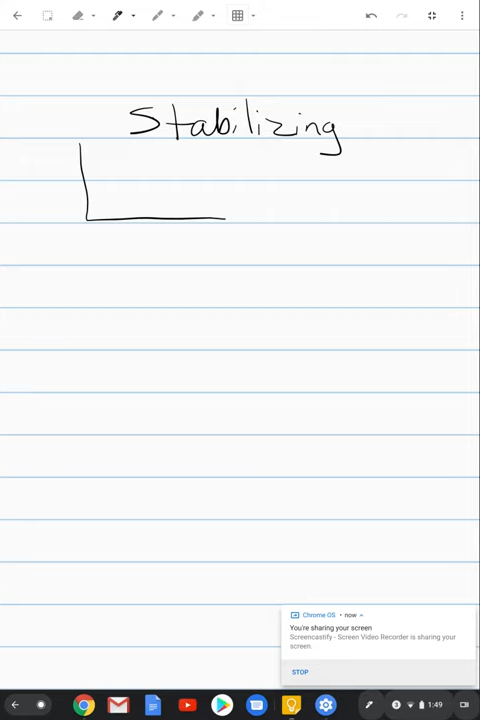 Stabilizing
Chrome OS • now
You're sharing your screen
Screencastify - Screen Video Recorder is sharing your
screen.
STOP
3
1:49